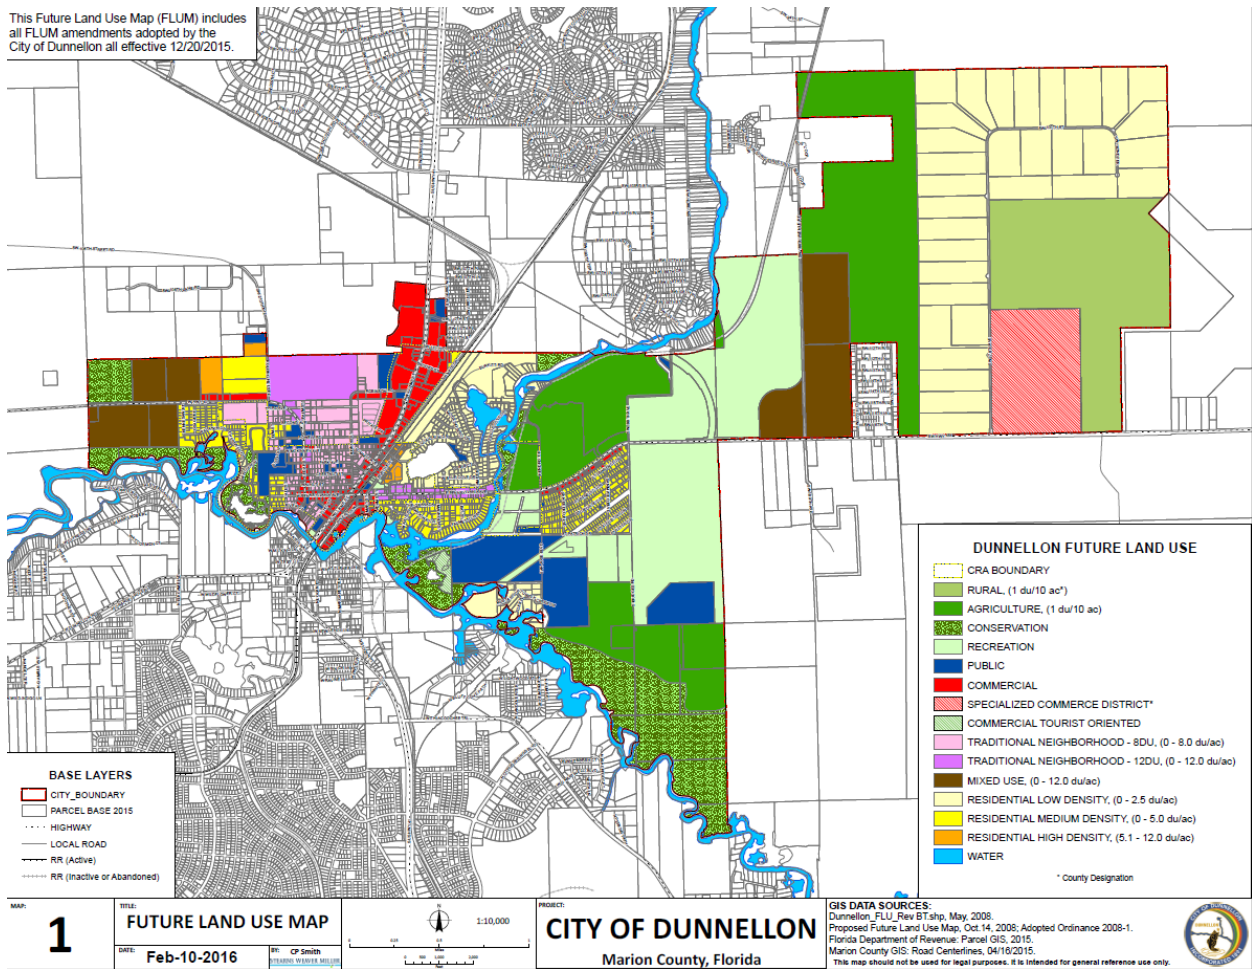 This Future Land Use Map (FLUM) includes
all FLUM amendments adopted by the
City of Dunnellon all effective 12/20/2015.
DUNNELLON FUTURE LAND USE
CRA BOUNDARY
RURAL, (1 du/10 ac*)
AGRICULTURE, (1 du/10 ac)
CONSERVATION
RECREATION
PUBLIC
COMMERCIAL
SPECIALIZED COMMERCE DISTRICT*
COMMERCIAL TOURIST ORIENTED
TRADITIONAL NEIGHBORHOOD - 8DU, (0 - 8.0 du/ac)
TRADITIONAL NEIGHBORHOOD - 12DU, (0 - 12.0 du/ac)
MIXED USE, (0 - 12.0 du/ac)
RESIDENTIAL LOW DENSITY, (0 - 2.5 du/ac)
RESIDENTIAL MEDIUM DENSITY, (0 - 5.0 du/ac)
RESIDENTIAL HIGH DENSITY, (5.1 - 12.0 du/ac)
WATER
* County Designation
BASE LAYERS
CITY_BOUNDARY
PARCEL BASE 2015
HIGHWAY
LOCAL ROAD
RR (Active)
RR (Inactive or Abandoned)
MAP:
1
TITLE:
FUTURE LAND USE MAP
DATE:
Feb-10-2016
BY:
CP Smith
STEARNS WEAVER MILLER
N
1:10,000
PROJECT:
CITY OF DUNNELLON
Marion County, Florida
GIS DATA SOURCES:
Dunnellon_FLU_Rev BT.shp, May, 2008.
Proposed Future Land Use Map, Oct.14, 2008; Adopted Ordinance 2008-1.
Florida Department of Revenue: Parcel GIS, 2015.
Marion County GIS: Road Centerlines, 04/16/2015.
This map should not be used for legal purposes. It is intended for general reference use only.
CITY OF DUNNELLON